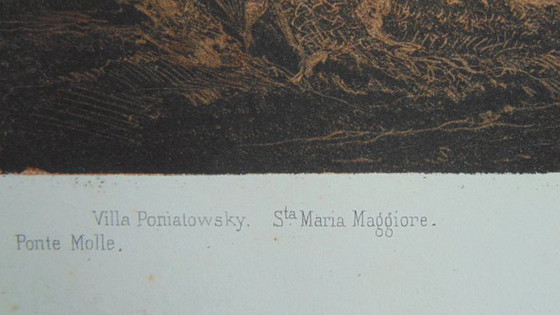 Villa Poniatowsky. Sta Maria Maggiore.
Ponte Molle.